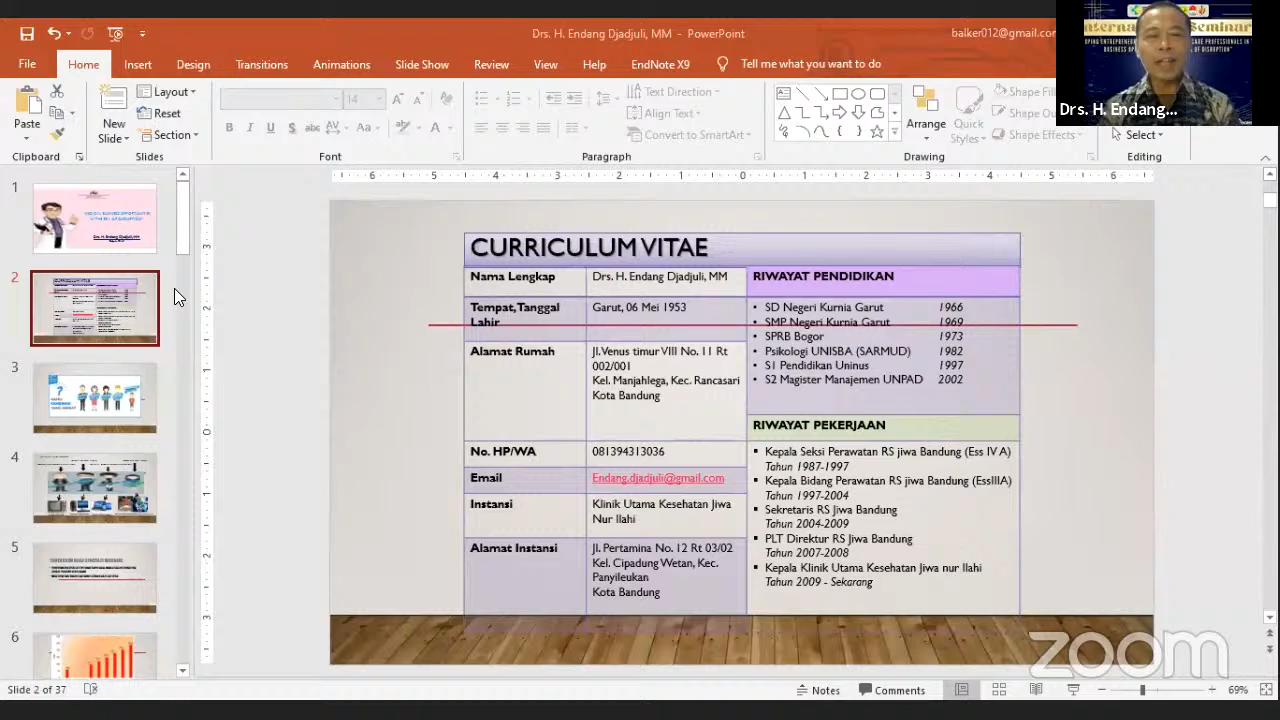 Drs. H. Endang Djadjuli, MM - PowerPoint
balker012@gmail.com
File Home Insert Design Transitions Animations Slide Show Review View Help EndNote X9 Tell me what you want to do
Paste
Clipboard
New Slide
Layout
Reset
Section
Slides
14
Font
Text Direction
Align Text
Convert to SmartArt
Paragraph
Arrange
Quick Styles
Shape Effects
Drawing
Select
Editing
Drs. H. Endang...
1
2
3
4
5
6
CURRICULUM VITAE
Nama Lengkap
Drs. H. Endang Djadjuli, MM
Tempat, Tanggal
Lahir
Garut, 06 Mei 1953
Alamat Rumah
Jl. Venus timur VIII No. 11 Rt
002/001
Kel. Manjahlega, Kec. Rancasari
Kota Bandung
No. HP/WA
081394313036
Email
Endang.djadjuli@gmail.com
Instansi
Klinik Utama Kesehatan Jiwa
Nur Ilahi
Alamat Instansi
Jl. Pertamina No. 12 Rt 03/02
Kel. Cipadung Wetan, Kec.
Panyileukan
Kota Bandung
RIWAYAT PENDIDIKAN
• SD Negeri Kurnia Garut 1966
• SMP Negeri Kurnia Garut 1969
• SPRB Bogor 1973
• Psikologi UNISBA (SARMUD) 1982
• S1 Pendidikan Uninus 1997
• S2 Magister Manajemen UNPAD 2002
RIWAYAT PEKERJAAN
▪ Kepala Seksi Perawatan RS jiwa Bandung (Ess IV A)
Tahun 1987-1997
▪ Kepala Bidang Perawatan RS jiwa Bandung (EssIIIA)
Tahun 1997-2004
▪ Sekretaris RS Jiwa Bandung
Tahun 2004-2009
▪ PLT Direktur RS Jiwa Bandung
Tahun 2007-2008
▪ Direktur Klinik Utama Kesehatan Jiwa nur Ilahi
Tahun 2009 - Sekarang
zoom
Slide 2 of 37
Notes
Comments
69%